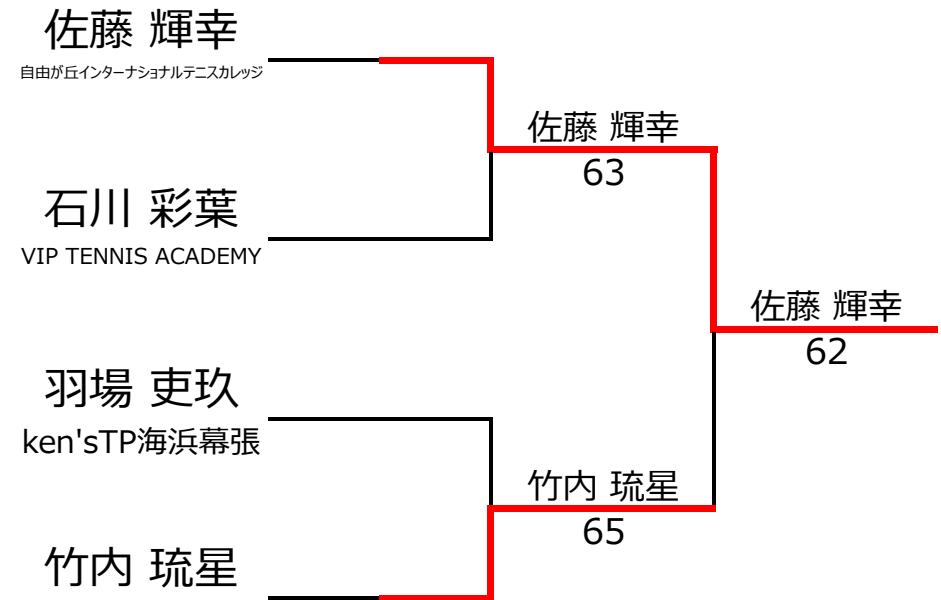 佐藤 輝幸
自由が丘インターナショナルテニスカレッジ
佐藤 輝幸
63
石川 彩葉
VIP TENNIS ACADEMY
佐藤 輝幸
62
羽場 吏玖
ken'sTP海浜幕張
竹内 琉星
65
竹内 琉星